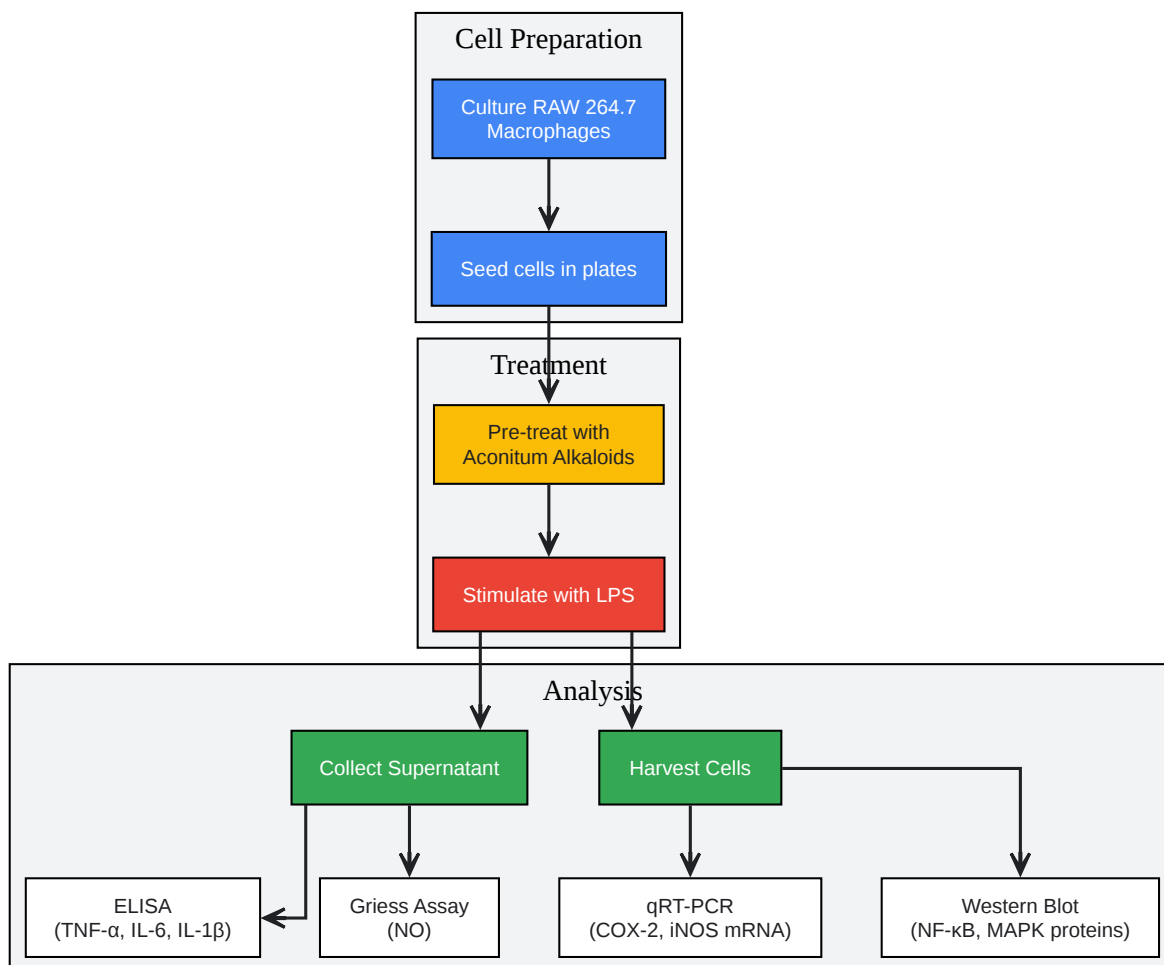 Cell Preparation
Culture RAW 264.7
Macrophages
Seed cells in plates
Treatment
Pre-treat with
Aconitum Alkaloids
Stimulate with LPS
Analysis
Collect Supernatant
Harvest Cells
ELISA
(TNF-α, IL-6, IL-1β)
Griess Assay
(NO)
qRT-PCR
(COX-2, iNOS mRNA)
Western Blot
(NF-κB, MAPK proteins)